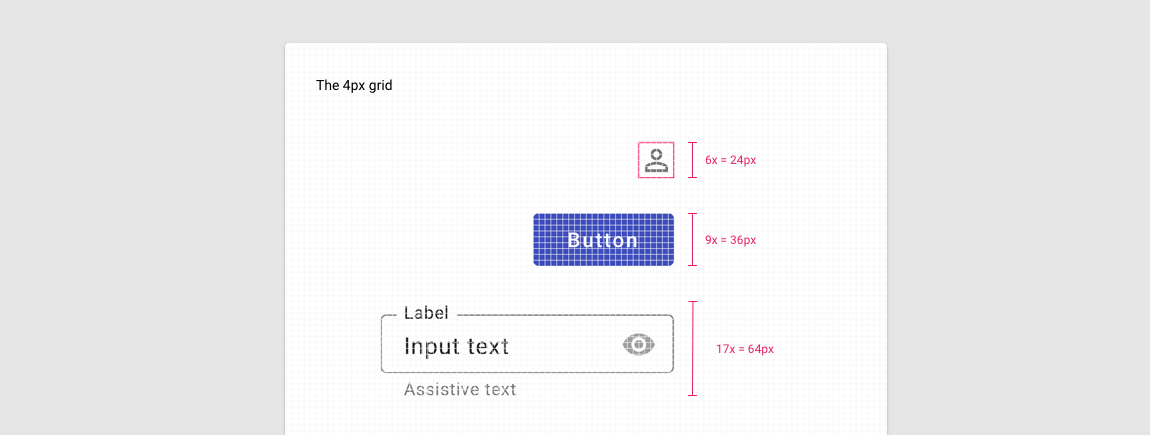 The 4px grid
6x = 24px
Button
9x = 36px
Label
Input text
17x = 64px
Assistive text